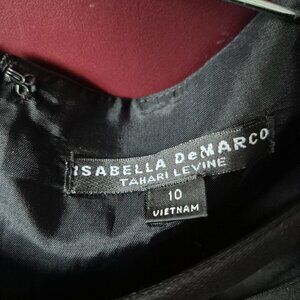 ISABELLA DeMARCO
TAHARI LEVINE
10
VIETNAM